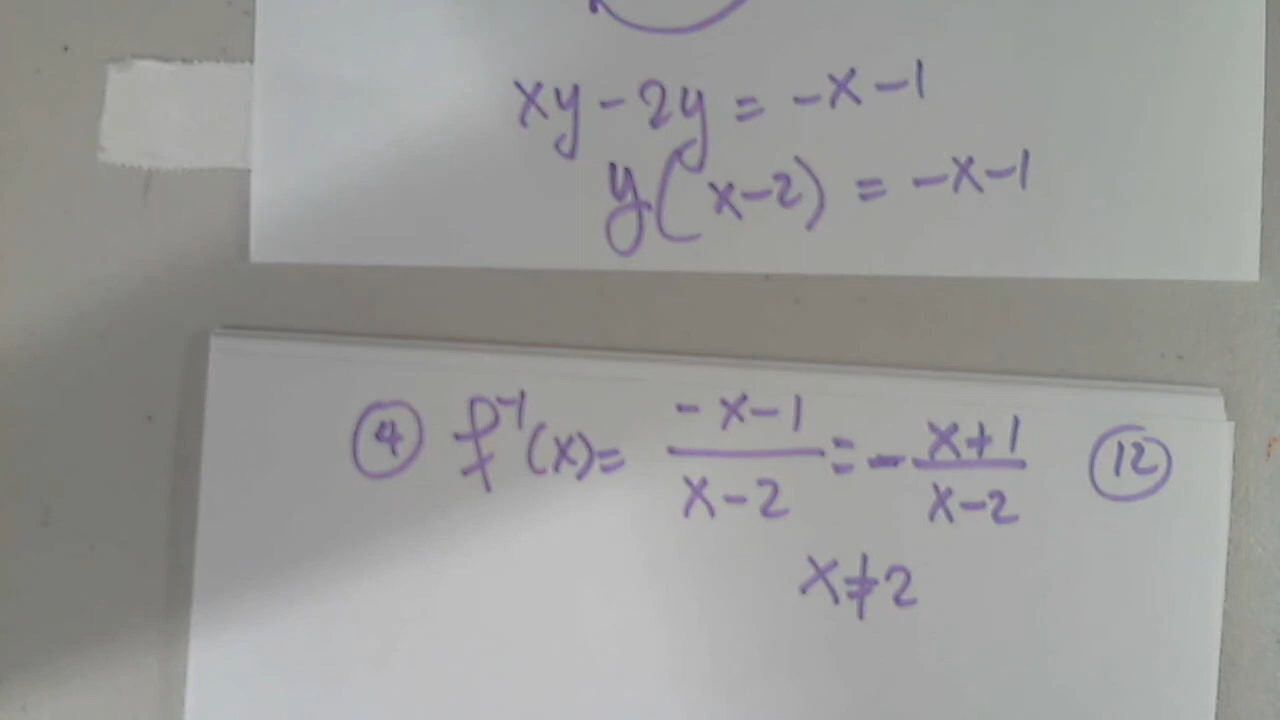 xy - 2y = -x - 1
y(x-2) = -x-1
④ f⁻¹(x) = (-x-1)/(x-2) = -(x+1)/(x-2) ⑫
x ≠ 2